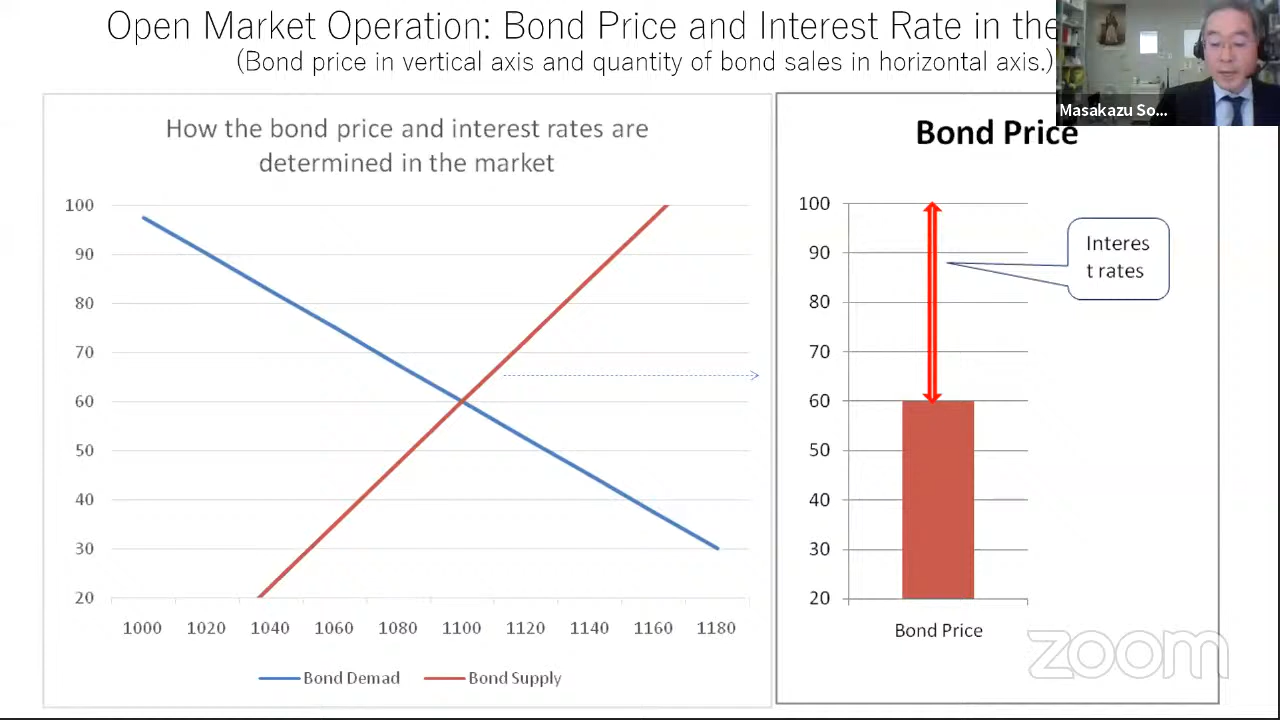 Open Market Operation: Bond Price and Interest Rate in the
(Bond price in vertical axis and quantity of bond sales in horizontal axis.)
Masakazu So...
How the bond price and interest rates are
determined in the market
100
90
80
70
60
50
40
30
20
1000 1020 1040 1060 1080 1100 1120 1140 1160 1180
Bond Demad Bond Supply
Bond Price
100
90
80
70
60
50
40
30
20
Interes
t rates
Bond Price
zoom